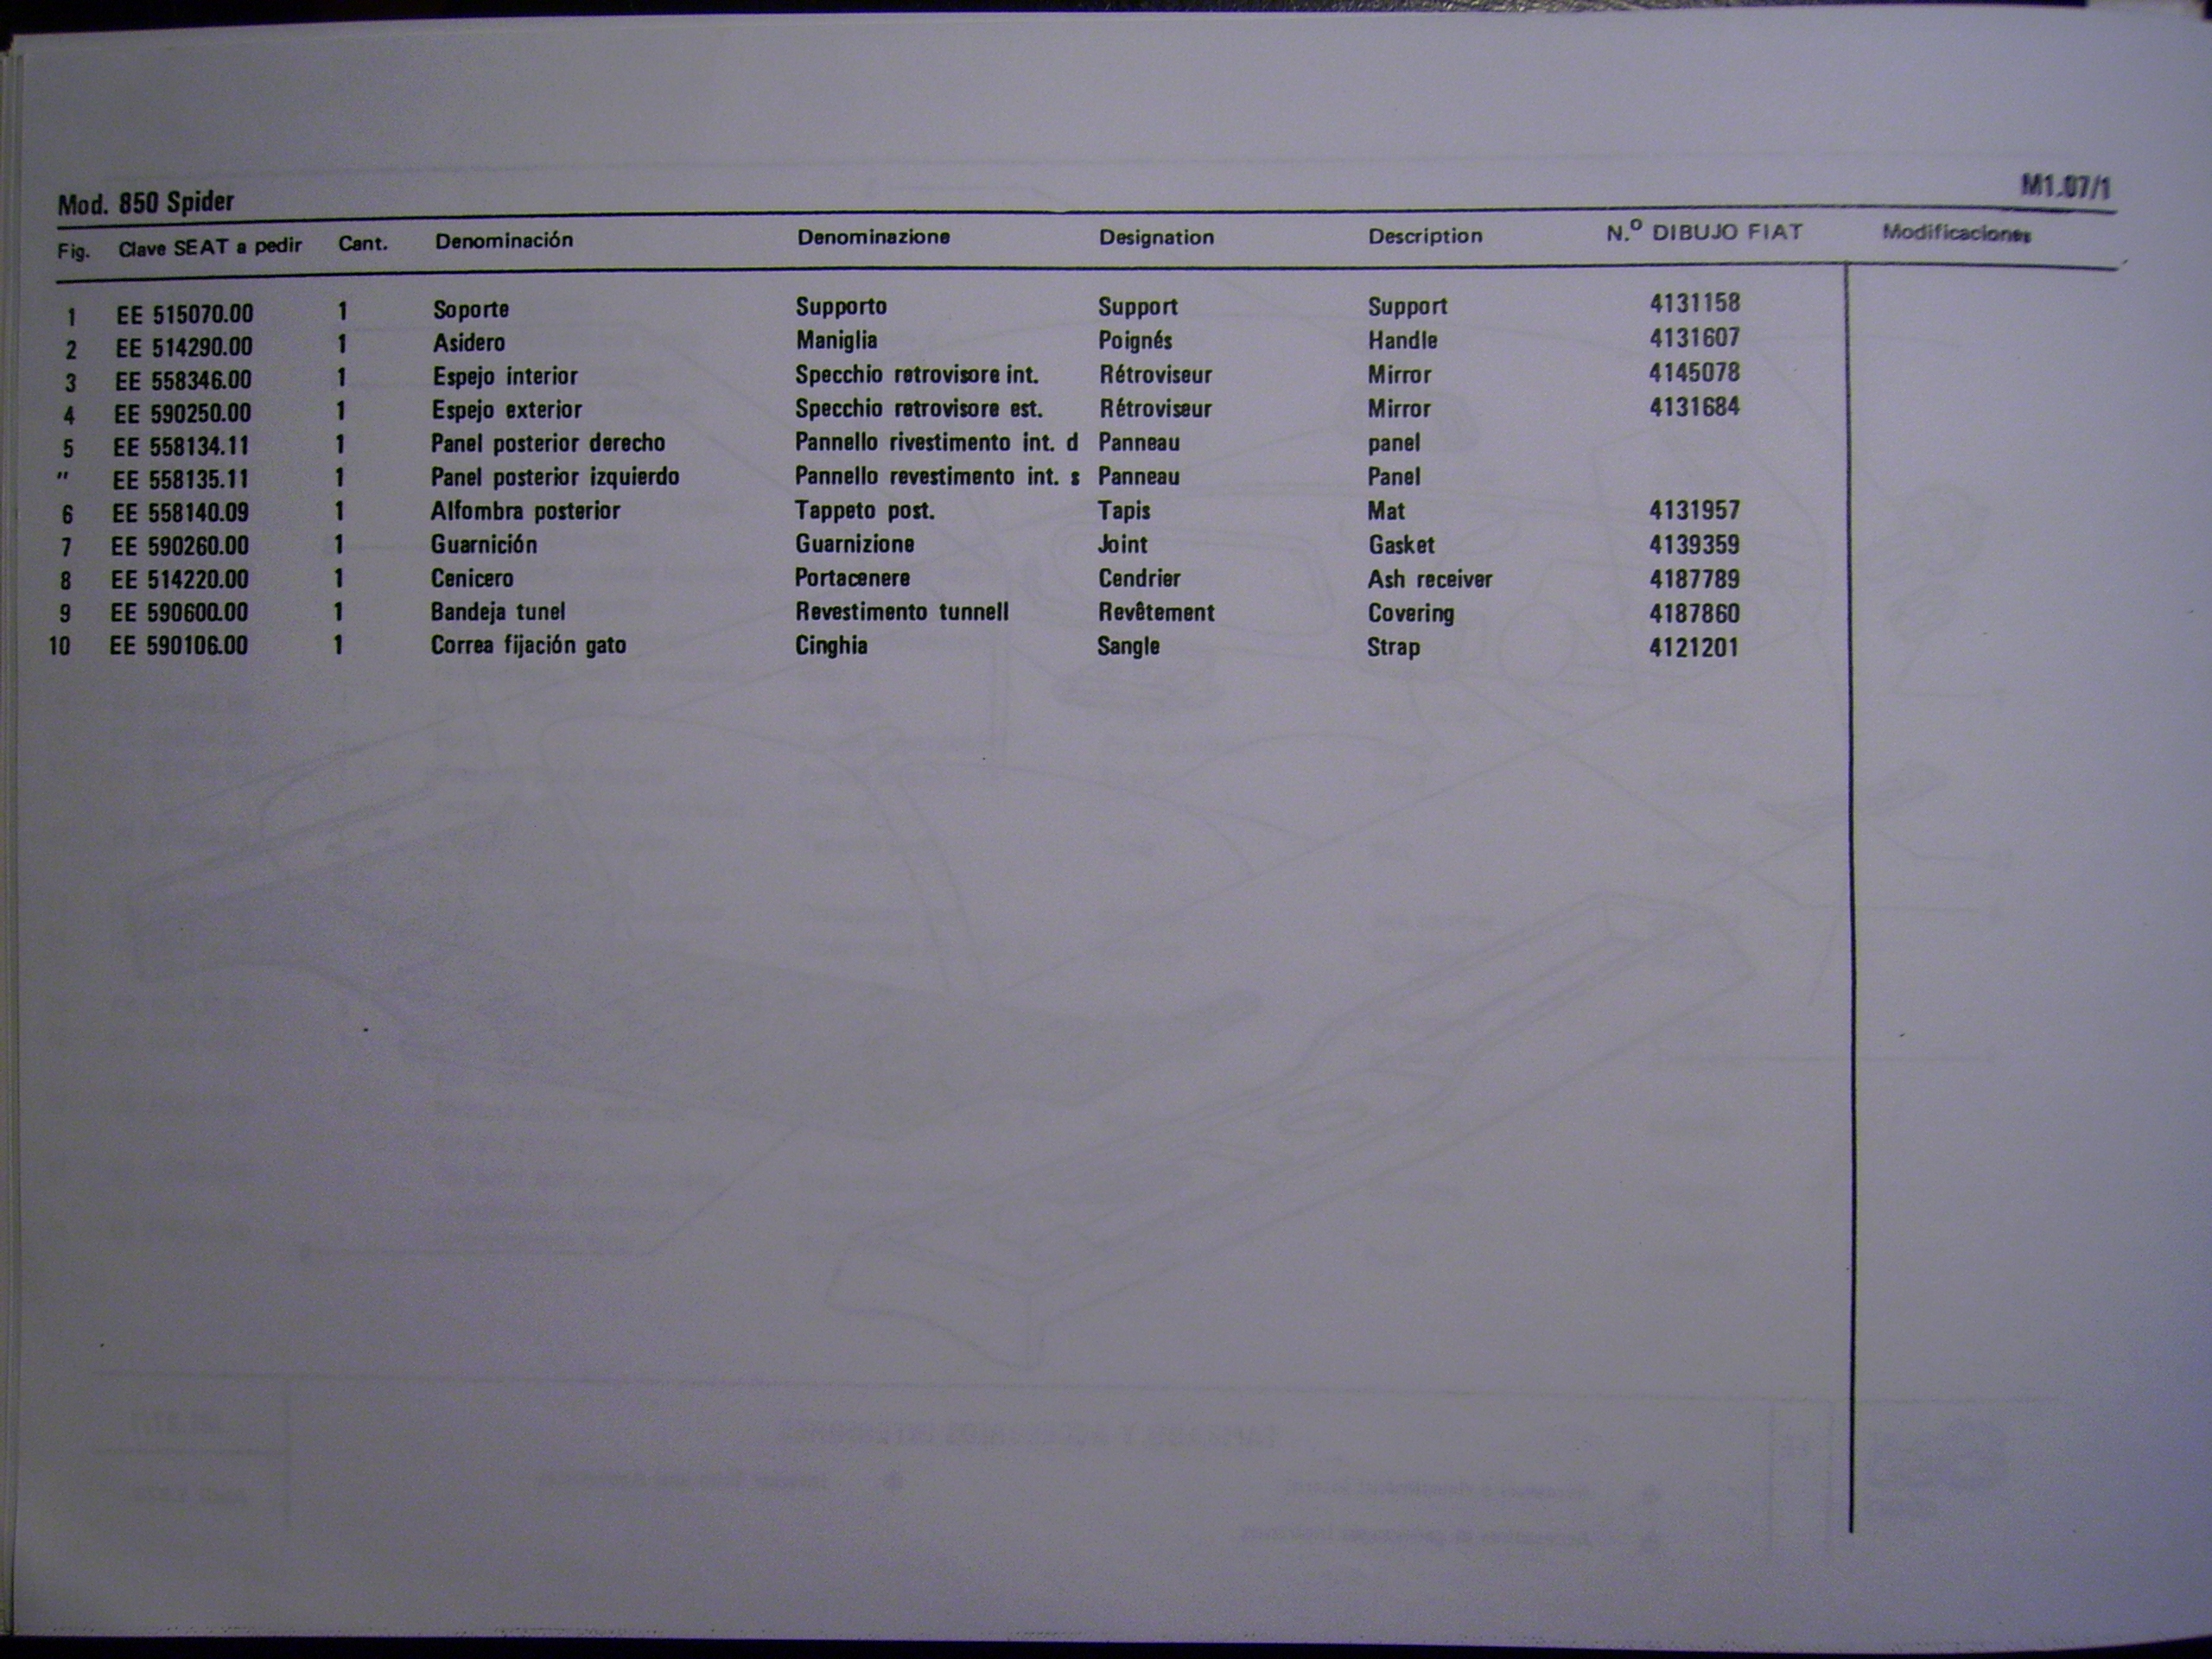 Mod. 850 Spider M1.07/1
Fig. Clave SEAT a pedir Cant. Denominación Denominazione Designation Description N.º DIBUJO FIAT Modificaciones
1 EE 515070.00 1 Soporte Supporto Support Support 4131158
2 EE 514290.00 1 Asidero Maniglia Poignés Handle 4131607
3 EE 558346.00 1 Espejo interior Specchio retrovisore int. Rétroviseur Mirror 4145078
4 EE 590250.00 1 Espejo exterior Specchio retrovisore est. Rétroviseur Mirror 4131684
5 EE 558134.11 1 Panel posterior derecho Pannello rivestimento int. d Panneau panel
" EE 558135.11 1 Panel posterior izquierdo Pannello revestimento int. s Panneau Panel
6 EE 558140.09 1 Alfombra posterior Tappeto post. Tapis Mat 4131957
7 EE 590260.00 1 Guarnición Guarnizione Joint Gasket 4139359
8 EE 514220.00 1 Cenicero Portacenere Cendrier Ash receiver 4187789
9 EE 590600.00 1 Bandeja tunel Revestimento tunnell Revêtement Covering 4187860
10 EE 590106.00 1 Correa fijación gato Cinghia Sangle Strap 4121201